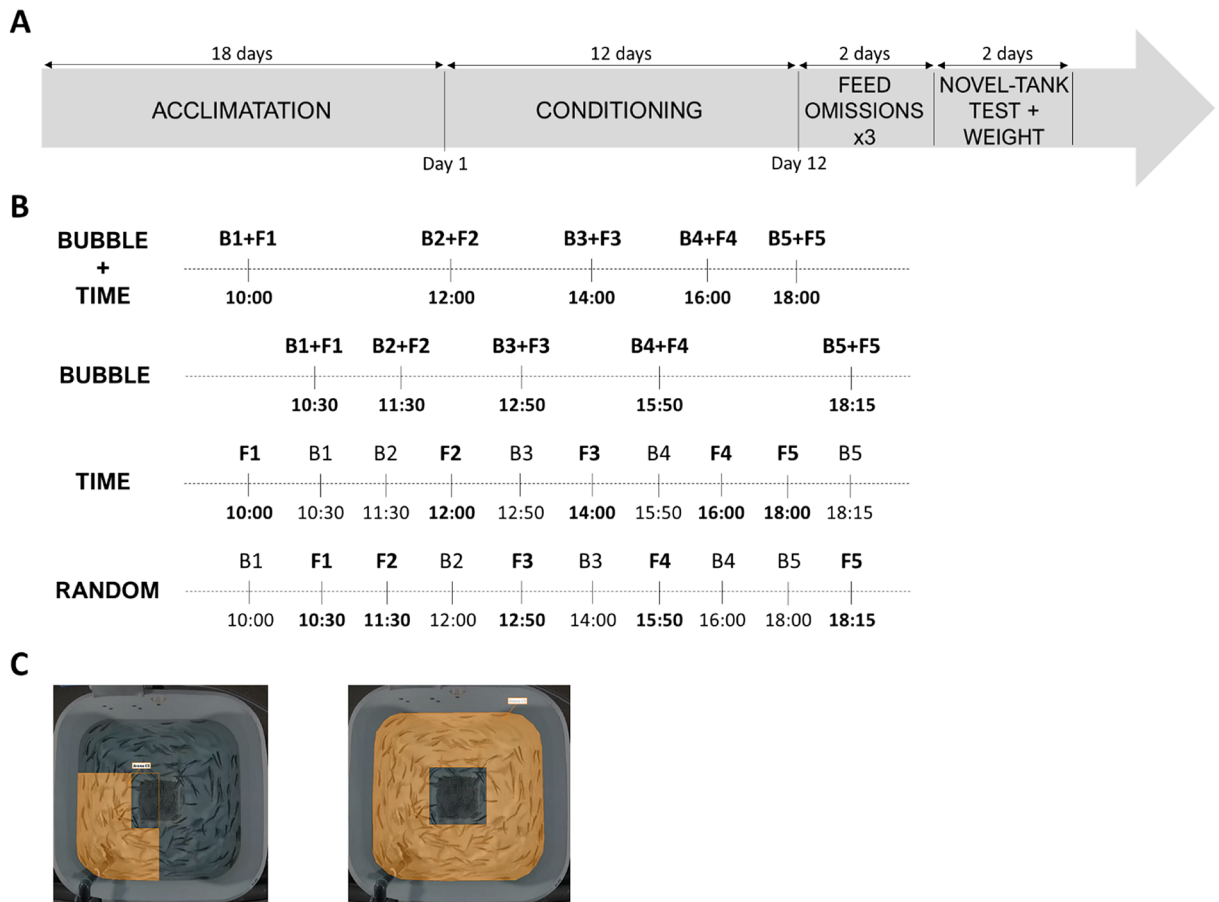 A
18 days
12 days
2 days
2 days
ACCLIMATATION
CONDITIONING
FEED
OMISSIONS
x3
NOVEL-TANK
TEST +
WEIGHT
Day 1
Day 12
B
BUBBLE
+
TIME
B1+F1 B2+F2 B3+F3 B4+F4 B5+F5
10:00 12:00 14:00 16:00 18:00
BUBBLE
B1+F1 B2+F2 B3+F3 B4+F4 B5+F5
10:30 11:30 12:50 15:50 18:15
TIME
F1 B1 B2 F2 B3 F3 B4 F4 F5 B5
10:00 10:30 11:30 12:00 12:50 14:00 15:50 16:00 18:00 18:15
RANDOM
B1 F1 F2 B2 F3 B3 F4 B4 B5 F5
10:00 10:30 11:30 12:00 12:50 14:00 15:50 16:00 18:00 18:15
C